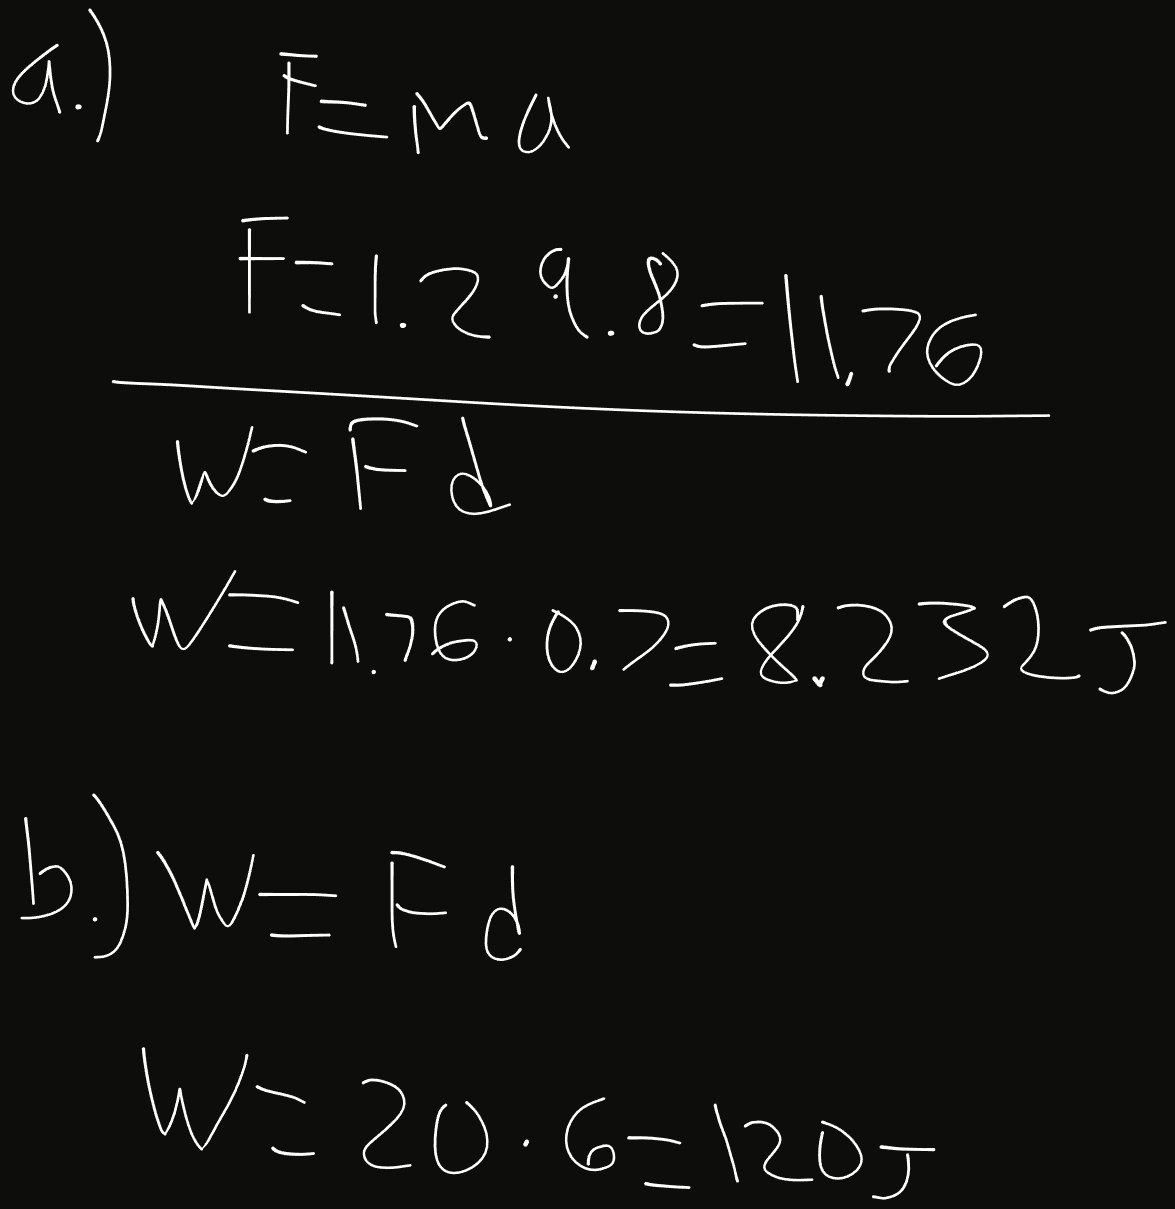 a.) F=ma
F=1.2 9.8=11.76
W=Fd
W=11.76·0.7=8.232J
b.) W=Fd
W=20·6=120J